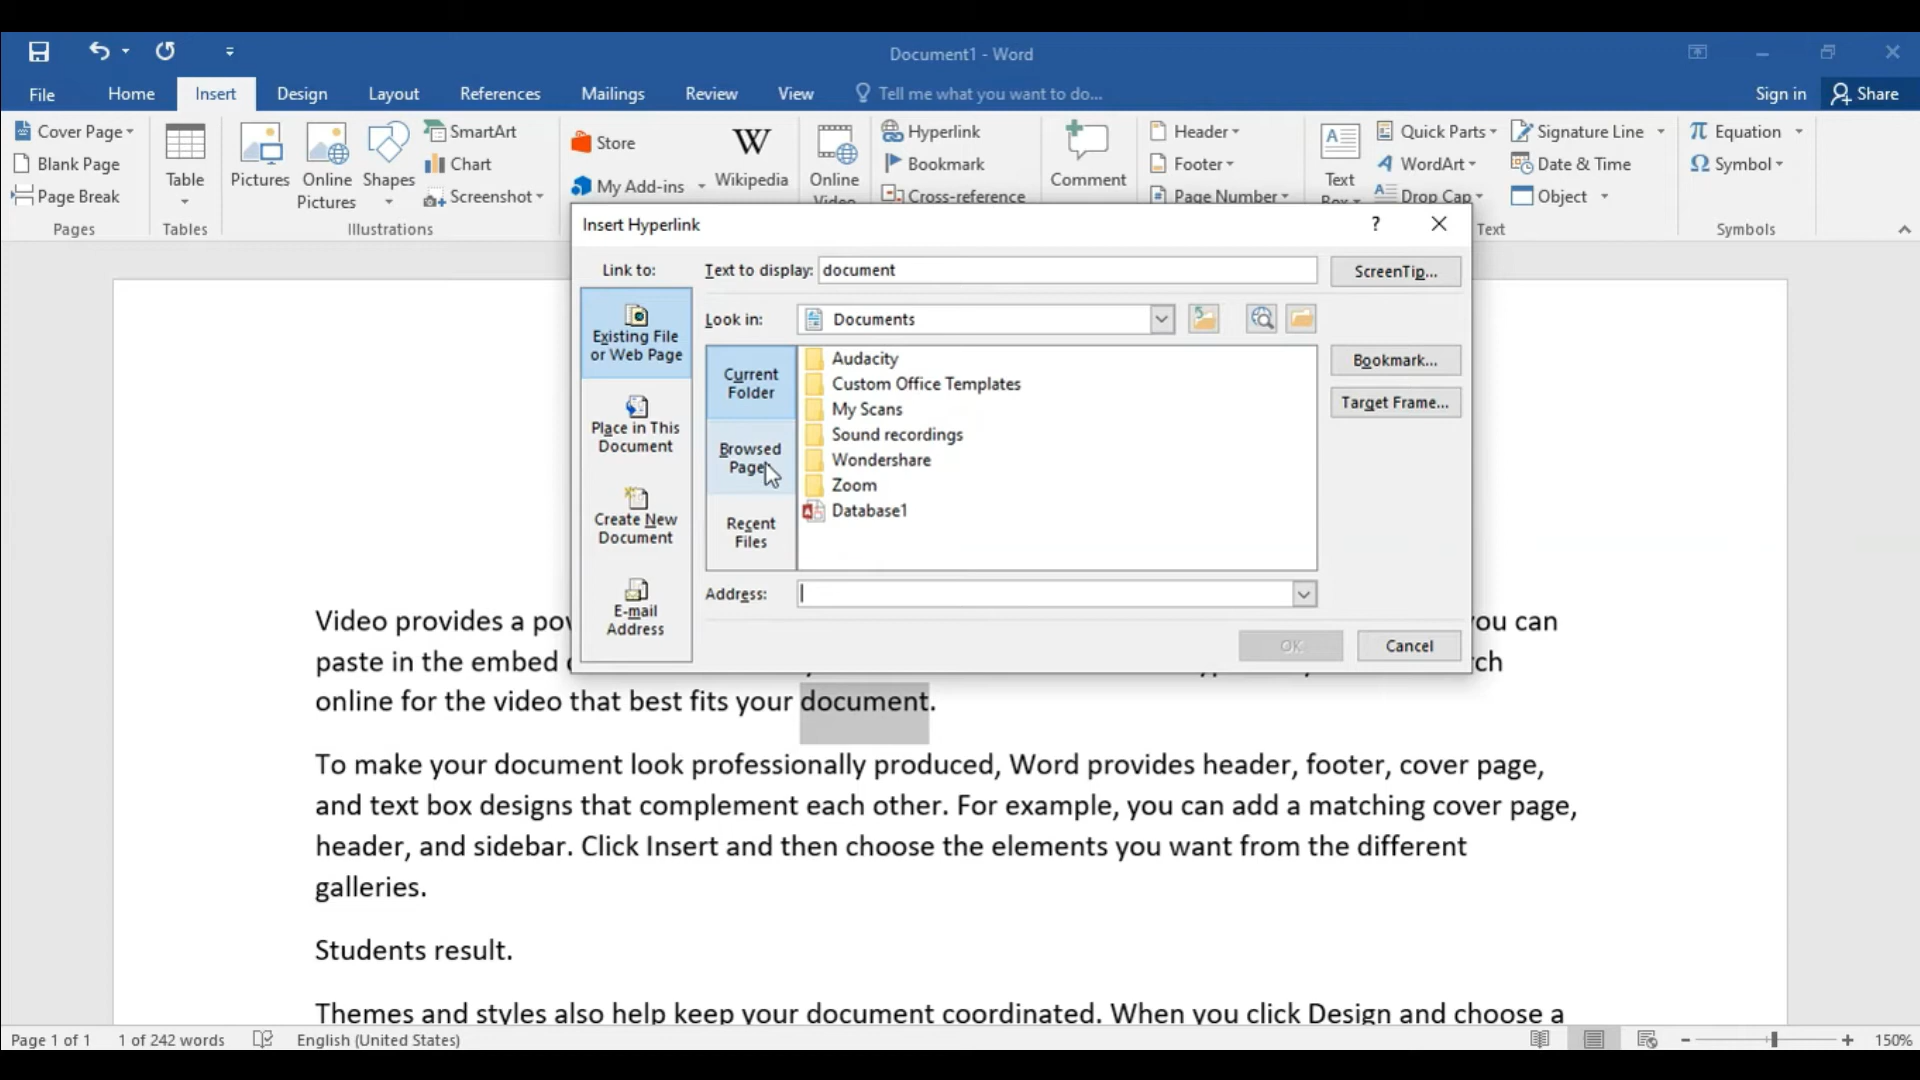 Document1 - Word
File Home Insert Design Layout References Mailings Review View Tell me what you want to do... Sign in Share
Cover Page
Blank Page
Page Break
Pages
Table
Tables
Pictures
Online
Pictures
Shapes
SmartArt
Chart
Screenshot
Illustrations
Store
My Add-ins
Wikipedia
Online
Video
Hyperlink
Bookmark
Cross-reference
Comment
Header
Footer
Page Number
Text
Box
Quick Parts
WordArt
Drop Cap
Signature Line
Date & Time
Object
Text
Equation
Symbol
Symbols
Insert Hyperlink
Link to:
Existing File
or Web Page
Place in This
Document
Create New
Document
E-mail
Address
Text to display: document
ScreenTip...
Look in: Documents
Current
Folder
Browsed
Page
Recent
Files
Audacity
Custom Office Templates
My Scans
Sound recordings
Wondershare
Zoom
Database1
Bookmark...
Target Frame...
Address:
OK
Cancel
Video provides a pow ou can
paste in the embed rch
online for the video that best fits your document.
To make your document look professionally produced, Word provides header, footer, cover page,
and text box designs that complement each other. For example, you can add a matching cover page,
header, and sidebar. Click Insert and then choose the elements you want from the different
galleries.
Students result.
Themes and styles also help keep your document coordinated. When you click Design and choose a
Page 1 of 1 1 of 242 words English (United States) 150%